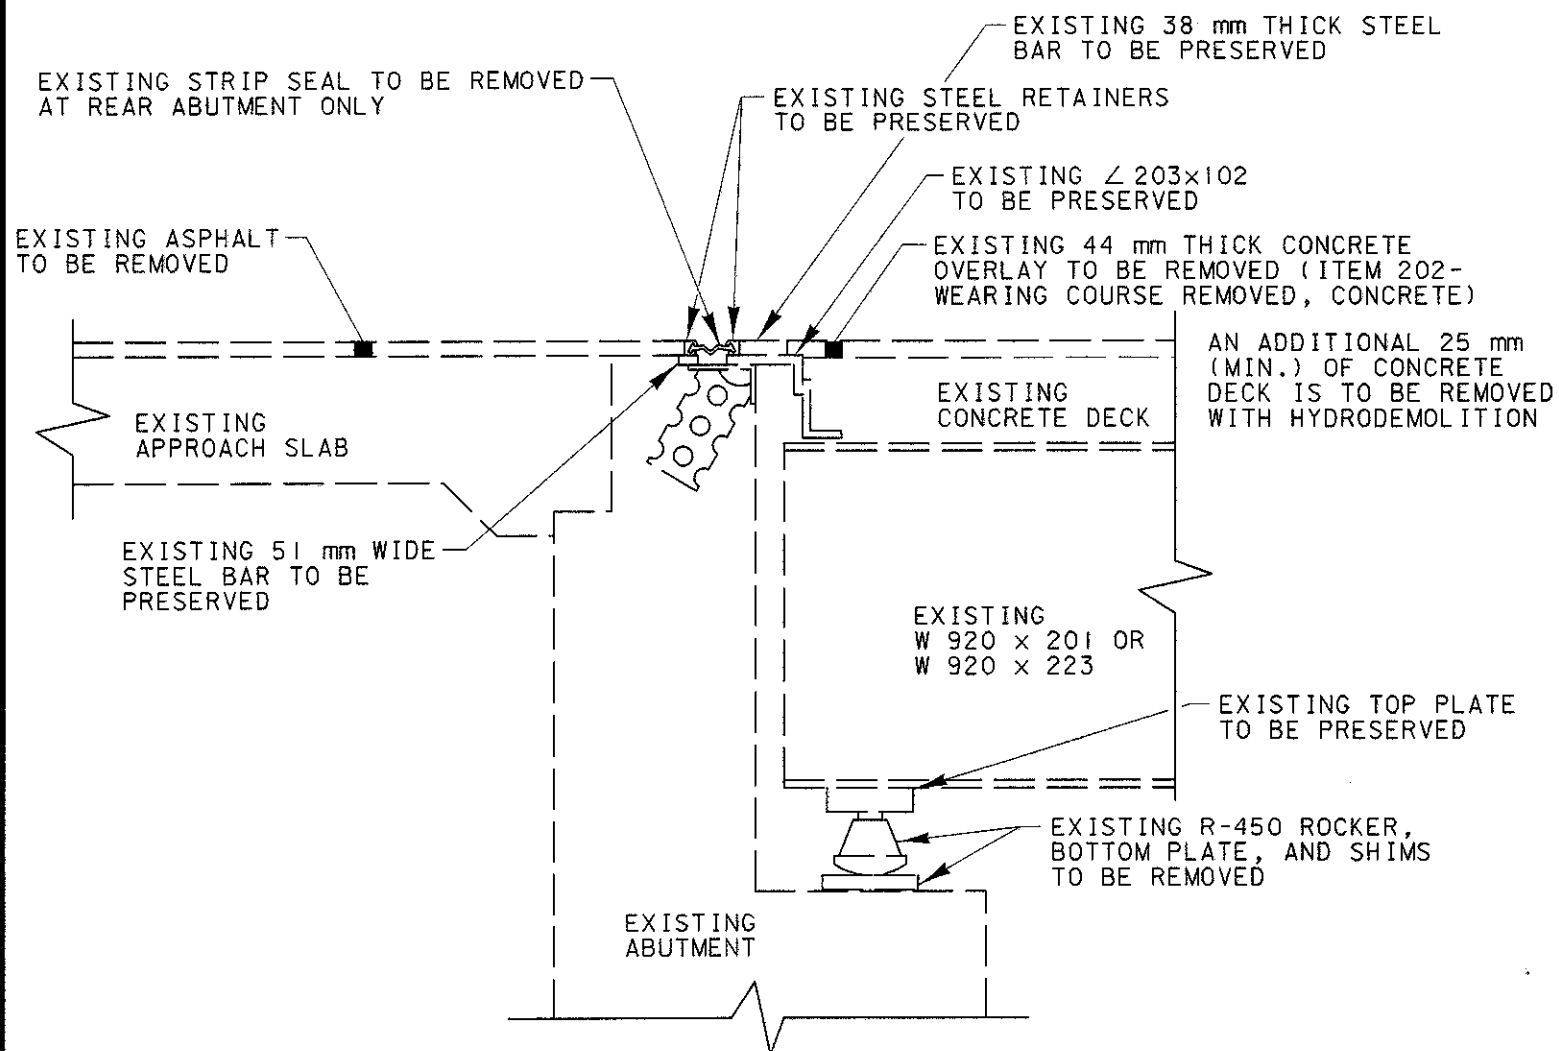 EXISTING 38 mm THICK STEEL
BAR TO BE PRESERVED
EXISTING STRIP SEAL TO BE REMOVED
AT REAR ABUTMENT ONLY
EXISTING STEEL RETAINERS
TO BE PRESERVED
EXISTING ∠ 203x102
TO BE PRESERVED
EXISTING ASPHALT
TO BE REMOVED
EXISTING 44 mm THICK CONCRETE
OVERLAY TO BE REMOVED (ITEM 202-
WEARING COURSE REMOVED, CONCRETE)
AN ADDITIONAL 25 mm
(MIN.) OF CONCRETE
DECK IS TO BE REMOVED
WITH HYDRODEMOLITION
EXISTING
CONCRETE DECK
EXISTING
APPROACH SLAB
EXISTING 51 mm WIDE
STEEL BAR TO BE
PRESERVED
EXISTING
W 920 x 201 OR
W 920 x 223
EXISTING TOP PLATE
TO BE PRESERVED
EXISTING R-450 ROCKER,
BOTTOM PLATE, AND SHIMS
TO BE REMOVED
EXISTING
ABUTMENT